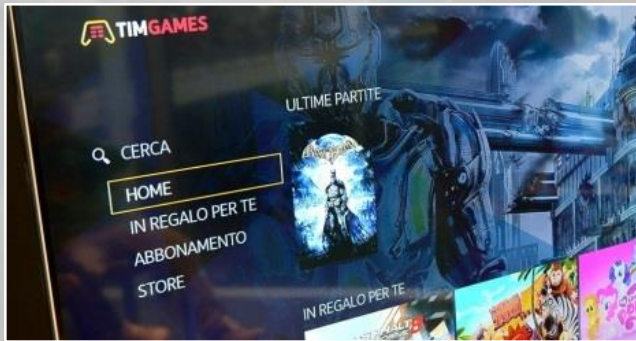 TIMGAMES
ULTIME PARTITE
CERCA
HOME
IN REGALO PER TE
ABBONAMENTO
STORE
IN REGALO PER TE